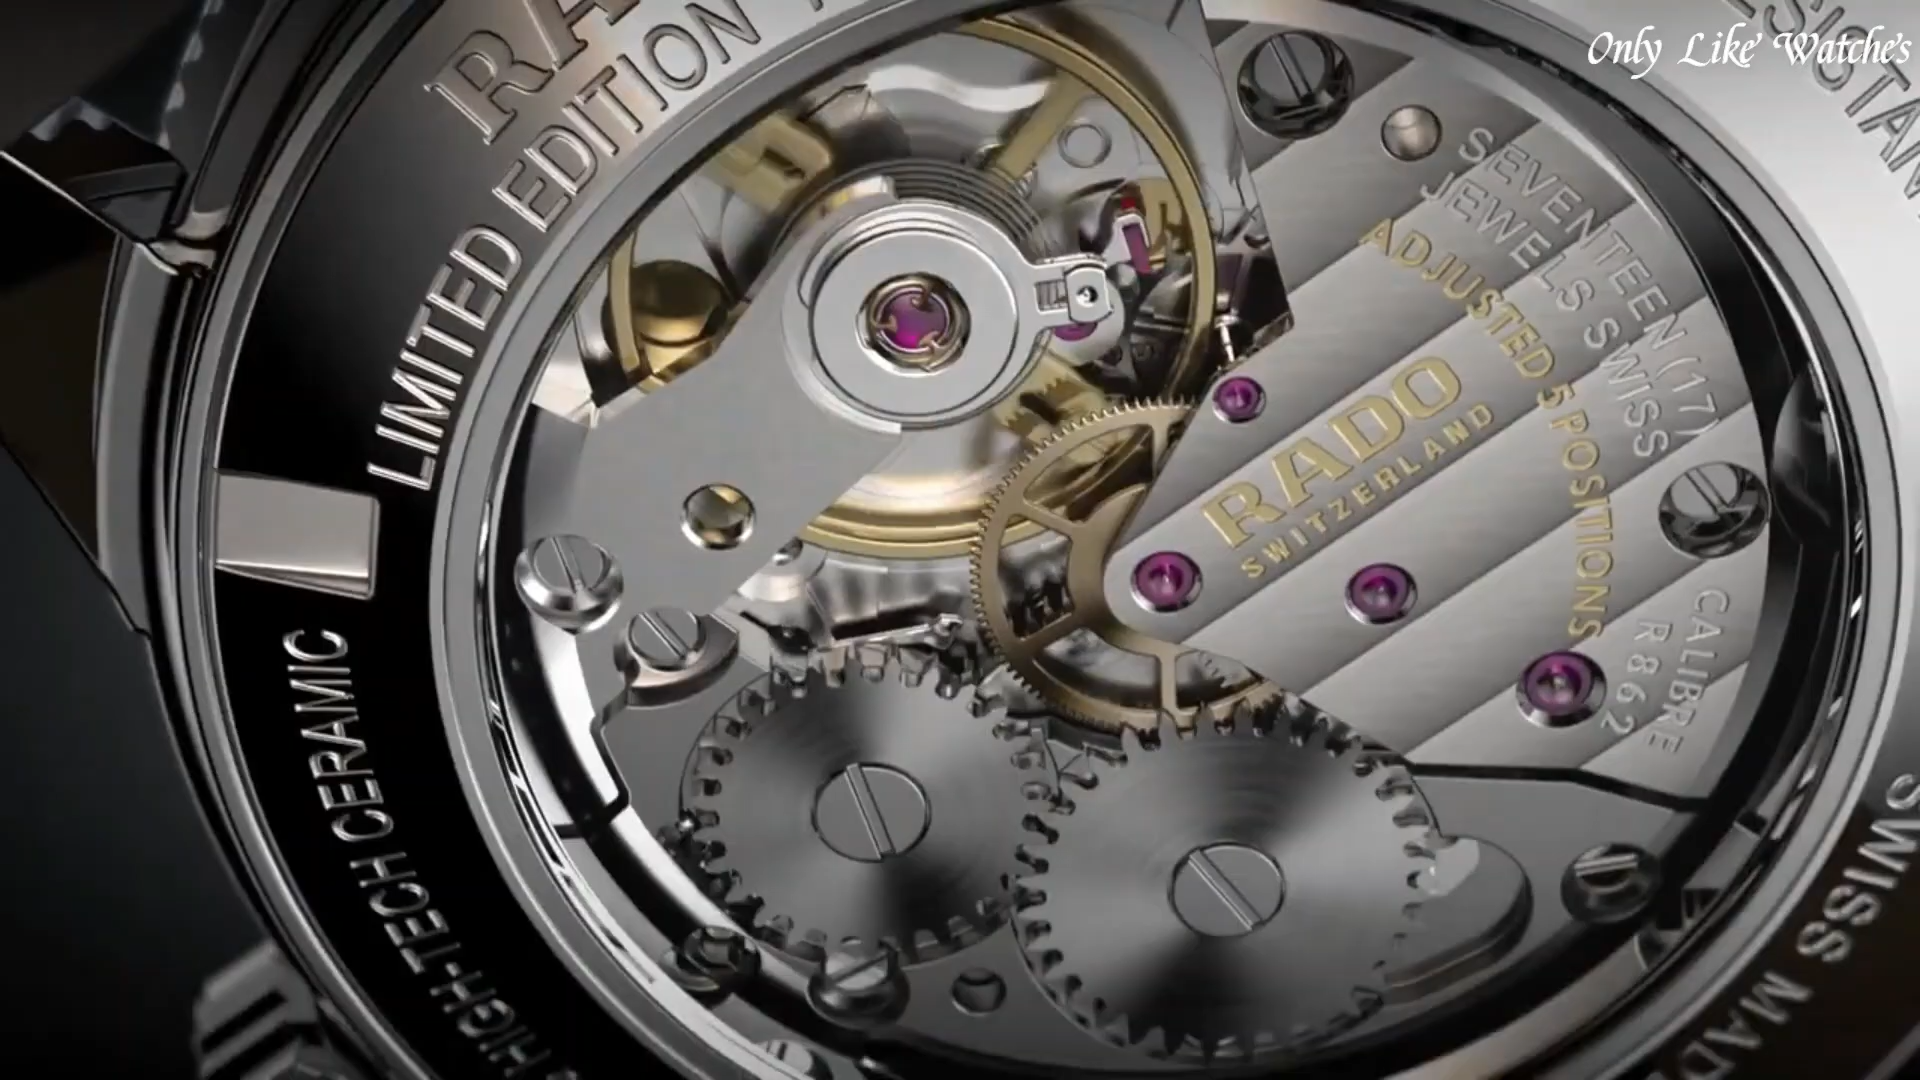 Only Like Watche's
LIMITED EDITION
HIGH-TECH CERAMIC
SEVENTEEN (17)
JEWELS SWISS
ADJUSTED 5 POSITIONS
RADO
SWITZERLAND
CALIBRE
R862
SWISS